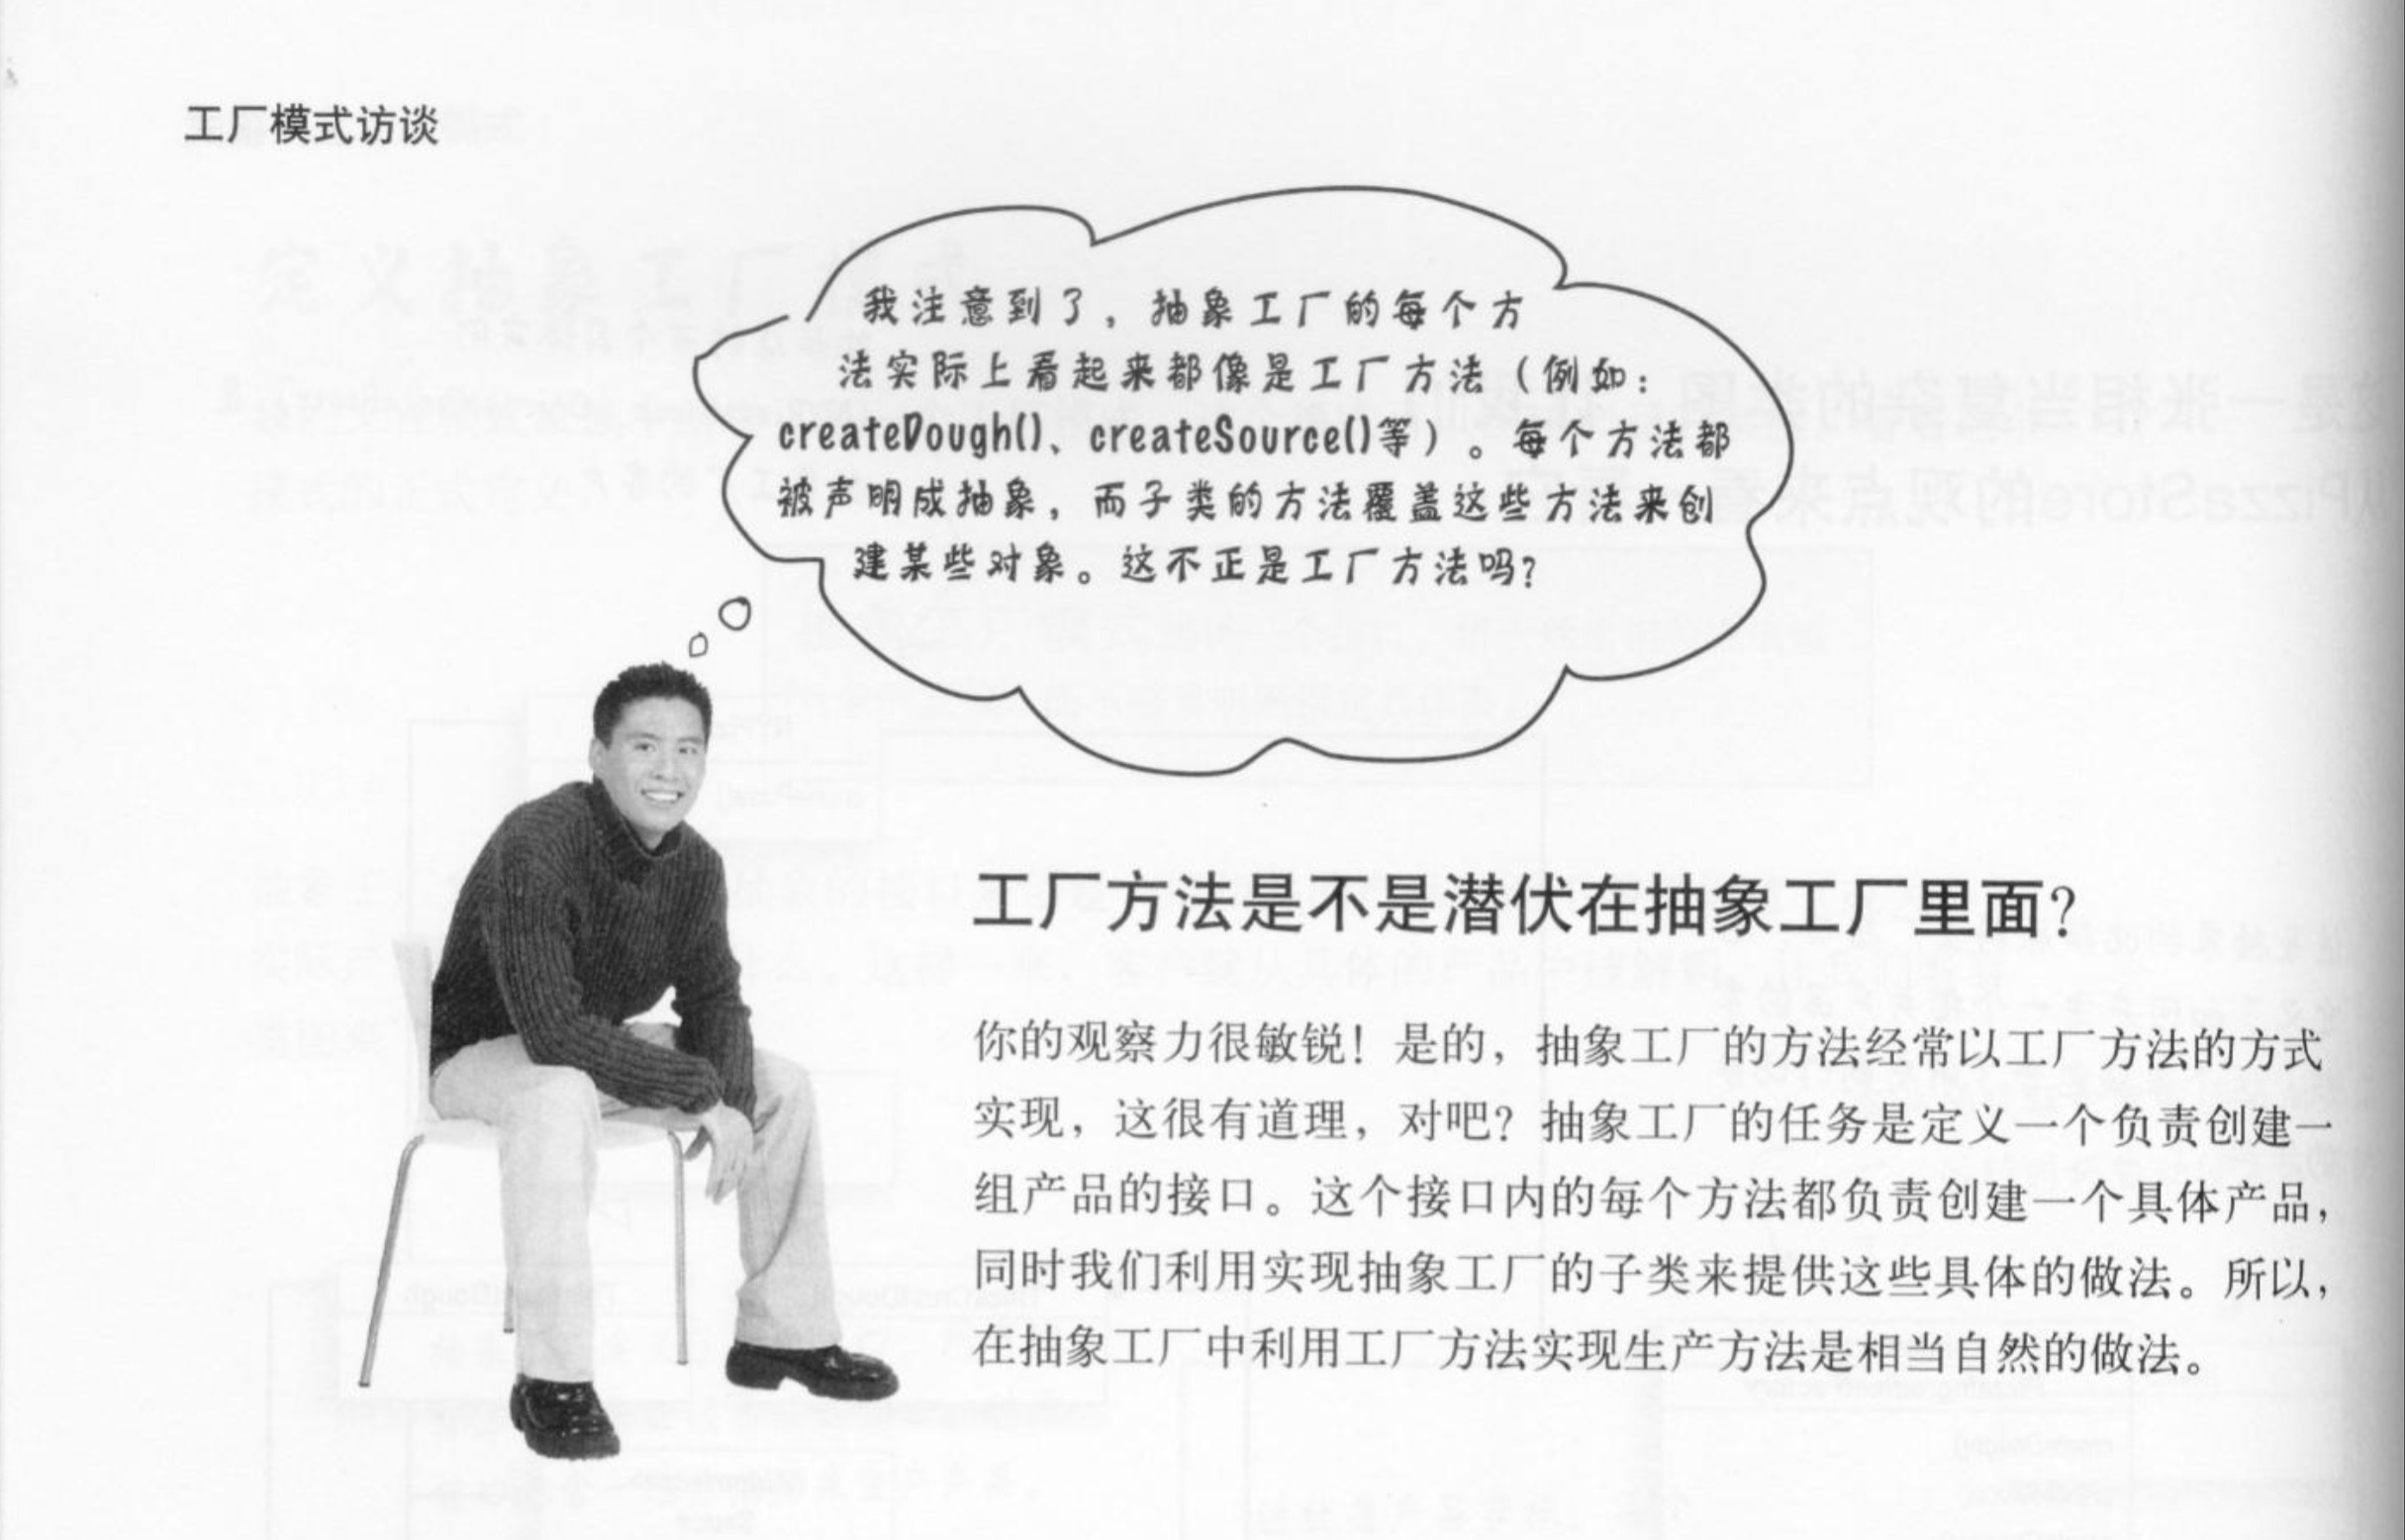 工厂模式访谈
我注意到了，抽象工厂的每个方
法实际上看起来都像是工厂方法（例如：
createDough()、createSource()等）。每个方法都
被声明成抽象，而子类的方法覆盖这些方法来创
建某些对象。这不正是工厂方法吗？
工厂方法是不是潜伏在抽象工厂里面？
你的观察力很敏锐！是的，抽象工厂的方法经常以工厂方法的方式
实现，这很有道理，对吧？抽象工厂的任务是定义一个负责创建一
组产品的接口。这个接口内的每个方法都负责创建一个具体产品，
同时我们利用实现抽象工厂的子类来提供这些具体的做法。所以，
在抽象工厂中利用工厂方法实现生产方法是相当自然的做法。